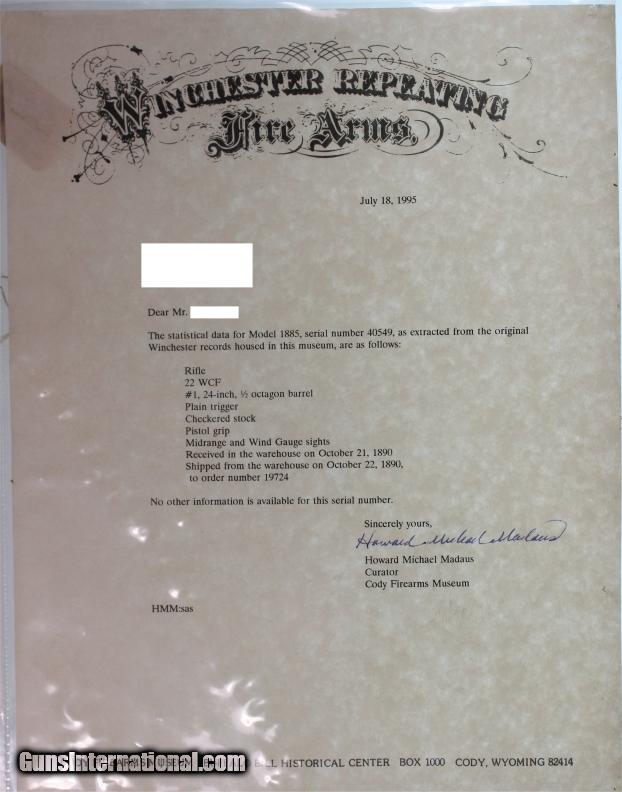 WINCHESTER REPEATING
Fire Arms.
July 18, 1995
Dear Mr.
The statistical data for Model 1885, serial number 40549, as extracted from the original
Winchester records housed in this museum, are as follows:
Rifle
22 WCF
#1, 24-inch, ½ octagon barrel
Plain trigger
Checkered stock
Pistol grip
Midrange and Wind Gauge sights
Received in the warehouse on October 21, 1890
Shipped from the warehouse on October 22, 1890,
to order number 19724
No other information is available for this serial number.
Sincerely yours,
Howard Michael Madaus
Howard Michael Madaus
Curator
Cody Firearms Museum
HMM:sas
BILL HISTORICAL CENTER BOX 1000 CODY, WYOMING 82414
GunsInternational.com